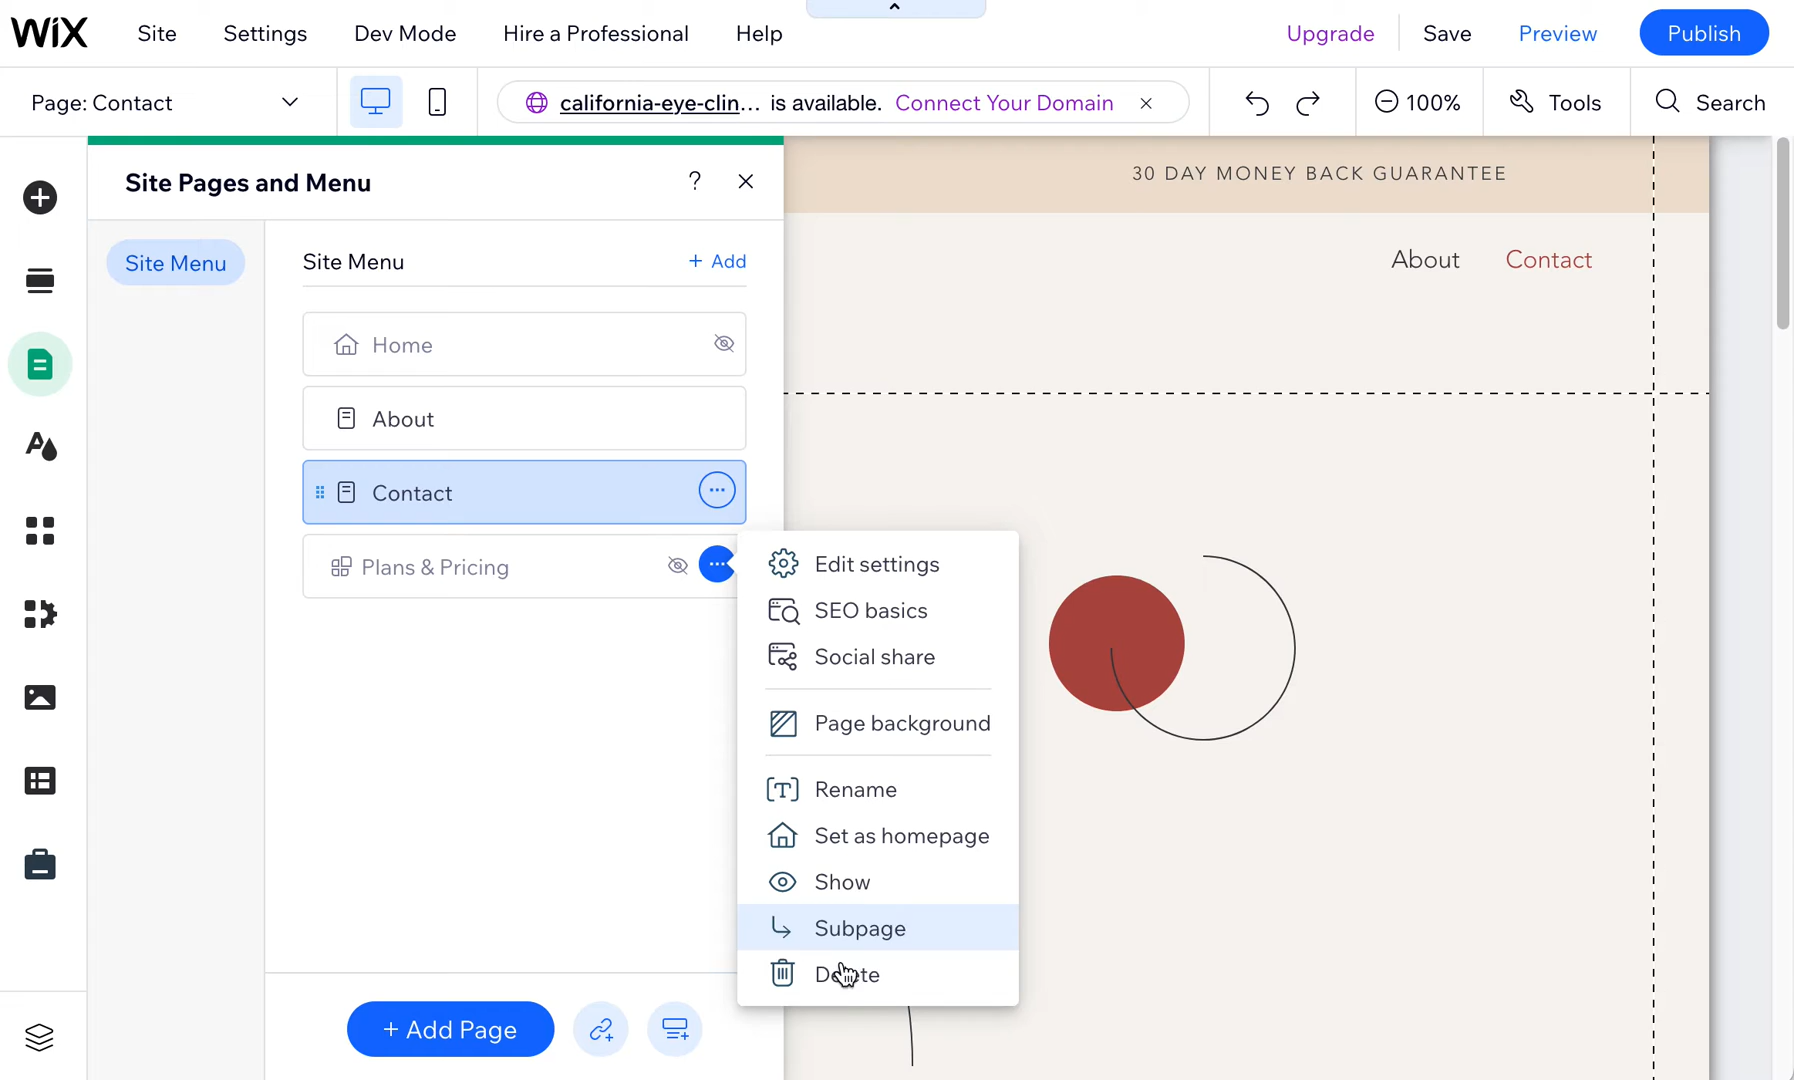 WiX Site Settings Dev Mode Hire a Professional Help Upgrade Save Preview Publish
Page: Contact california-eye-clin... is available. Connect Your Domain 100% Tools Search
Site Pages and Menu ?
30 DAY MONEY BACK GUARANTEE
Site Menu
Site Menu + Add
About Contact
Home
About
Contact
Plans & Pricing
Edit settings
SEO basics
Social share
Page background
Rename
Set as homepage
Show
Subpage
Delete
+ Add Page